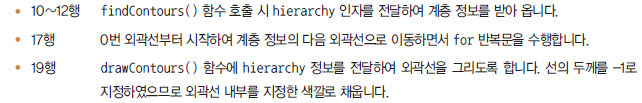 • 10~12행 findContours() 함수 호출 시 hierarchy 인자를 전달하여 계층 정보를 받아 옵니다.
• 17행 0번 외곽선부터 시작하여 계층 정보의 다음 외곽선으로 이동하면서 for 반복문을 수행합니다.
• 19행 drawContours() 함수에 hierarchy 정보를 전달하여 외곽선을 그리도록 합니다. 선의 두께를 -1로
지정하였으므로 외곽선 내부를 지정한 색깔로 채웁니다.